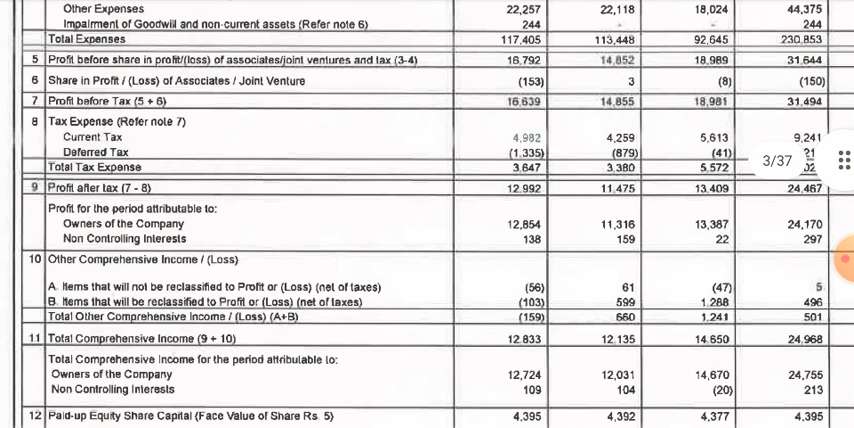 Other Expenses 22,257 22,118 18,024 44,375
Impairment of Goodwill and non-current assets (Refer note 6) 244 - - 244
Total Expenses 117,405 113,448 92,645 230,853
5 Profit before share in profit/(loss) of associates/joint ventures and tax (3-4) 16,792 14,852 18,989 31,644
6 Share in Profit / (Loss) of Associates / Joint Venture (153) 3 (8) (150)
7 Profit before Tax (5 + 6) 16,639 14,855 18,981 31,494
8 Tax Expense (Refer note 7)
Current Tax 4,982 4,259 5,613 9,241
Deferred Tax (1,335) (879) (41)
Total Tax Expense 3,647 3,380 5,572
3/37
9 Profit after tax (7 - 8) 12,992 11,475 13,409 24,467
Profit for the period attributable to:
Owners of the Company 12,854 11,316 13,387 24,170
Non Controlling Interests 138 159 22 297
10 Other Comprehensive Income / (Loss)
A. Items that will not be reclassified to Profit or (Loss) (net of taxes) (56) 61 (47) 5
B. Items that will be reclassified to Profit or (Loss) (net of taxes) (103) 599 1,288 496
Total Other Comprehensive Income / (Loss) (A+B) (159) 660 1,241 501
11 Total Comprehensive Income (9 + 10) 12,833 12,135 14,650 24,968
Total Comprehensive Income for the period attributable to:
Owners of the Company 12,724 12,031 14,670 24,755
Non Controlling Interests 109 104 (20) 213
12 Paid-up Equity Share Capital (Face Value of Share Rs. 5) 4,395 4,392 4,377 4,395